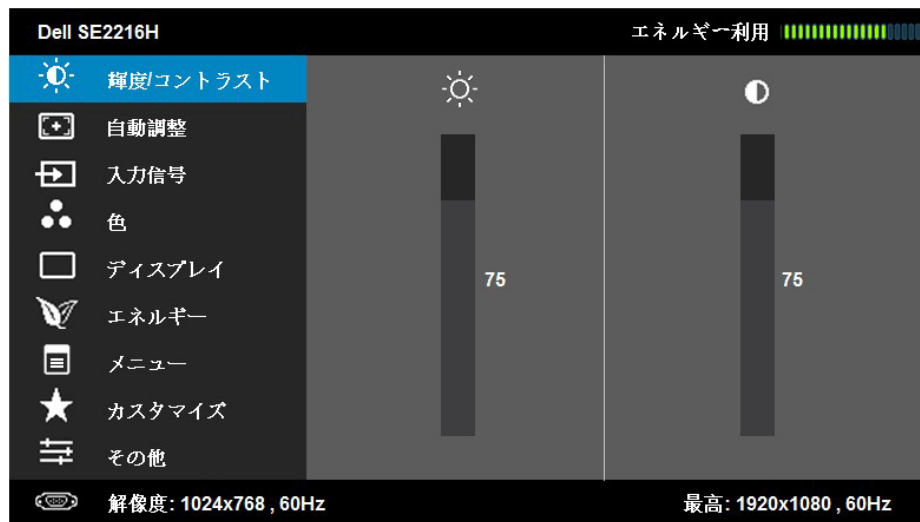 Dell SE2216H
エネルギー利用
輝度/コントラスト
自動調整
入力信号
色
ディスプレイ
エネルギー
メニュー
カスタマイズ
その他
75
75
解像度: 1024x768 , 60Hz
最高: 1920x1080 , 60Hz